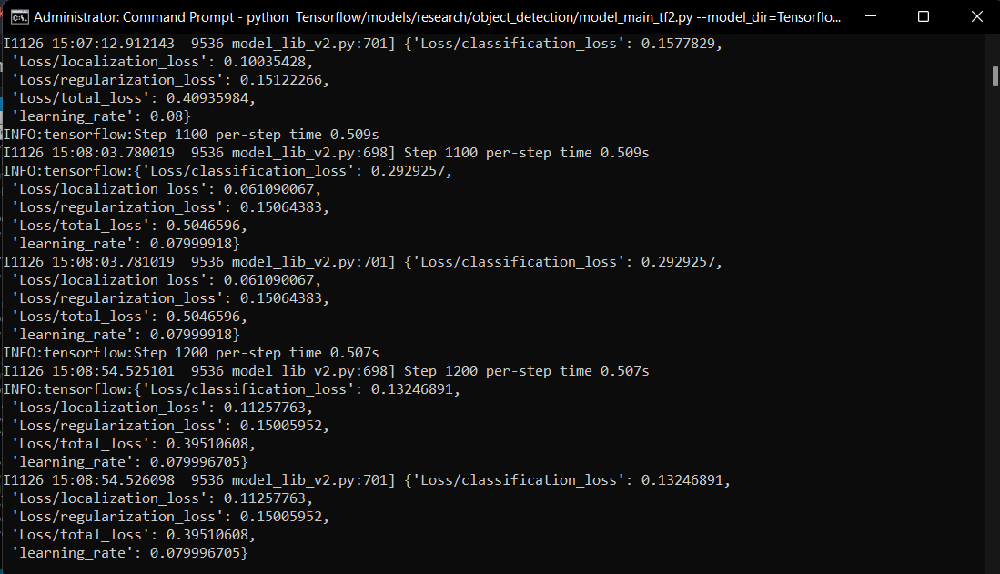 Administrator: Command Prompt - python  Tensorflow/models/research/object_detection/model_main_tf2.py --model_dir=Tensorflo...
I1126 15:07:12.912143  9536 model_lib_v2.py:701] {'Loss/classification_loss': 0.1577829,
 'Loss/localization_loss': 0.10035428,
 'Loss/regularization_loss': 0.15122266,
 'Loss/total_loss': 0.40935984,
 'learning_rate': 0.08}
INFO:tensorflow:Step 1100 per-step time 0.509s
I1126 15:08:03.780019  9536 model_lib_v2.py:698] Step 1100 per-step time 0.509s
INFO:tensorflow:{'Loss/classification_loss': 0.2929257,
 'Loss/localization_loss': 0.061090067,
 'Loss/regularization_loss': 0.15064383,
 'Loss/total_loss': 0.5046596,
 'learning_rate': 0.07999918}
I1126 15:08:03.781019  9536 model_lib_v2.py:701] {'Loss/classification_loss': 0.2929257,
 'Loss/localization_loss': 0.061090067,
 'Loss/regularization_loss': 0.15064383,
 'Loss/total_loss': 0.5046596,
 'learning_rate': 0.07999918}
INFO:tensorflow:Step 1200 per-step time 0.507s
I1126 15:08:54.525101  9536 model_lib_v2.py:698] Step 1200 per-step time 0.507s
INFO:tensorflow:{'Loss/classification_loss': 0.13246891,
 'Loss/localization_loss': 0.11257763,
 'Loss/regularization_loss': 0.15005952,
 'Loss/total_loss': 0.39510608,
 'learning_rate': 0.079996705}
I1126 15:08:54.526098  9536 model_lib_v2.py:701] {'Loss/classification_loss': 0.13246891,
 'Loss/localization_loss': 0.11257763,
 'Loss/regularization_loss': 0.15005952,
 'Loss/total_loss': 0.39510608,
 'learning_rate': 0.079996705}